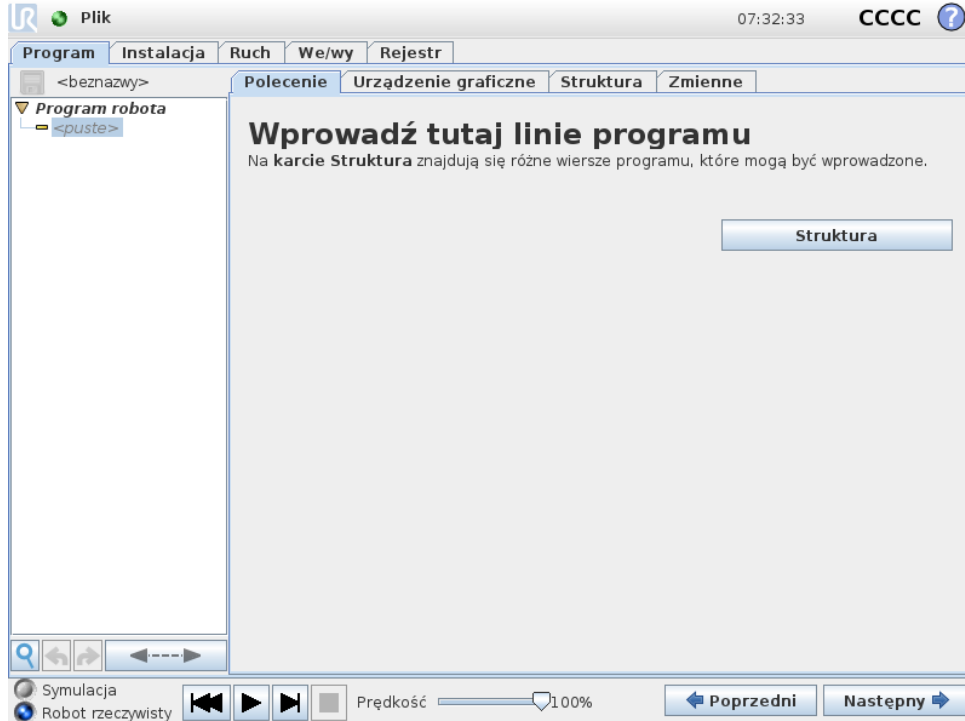 UR Plik 07:32:33 CCCC ?
Program Instalacja Ruch We/wy Rejestr
<beznazwy>
Polecenie Urządzenie graficzne Struktura Zmienne
Program robota
<puste>
Wprowadź tutaj linie programu
Na karcie Struktura znajdują się różne wiersze programu, które mogą być wprowadzone.
Struktura
Symulacja
Robot rzeczywisty
Prędkość 100%
Poprzedni
Następny